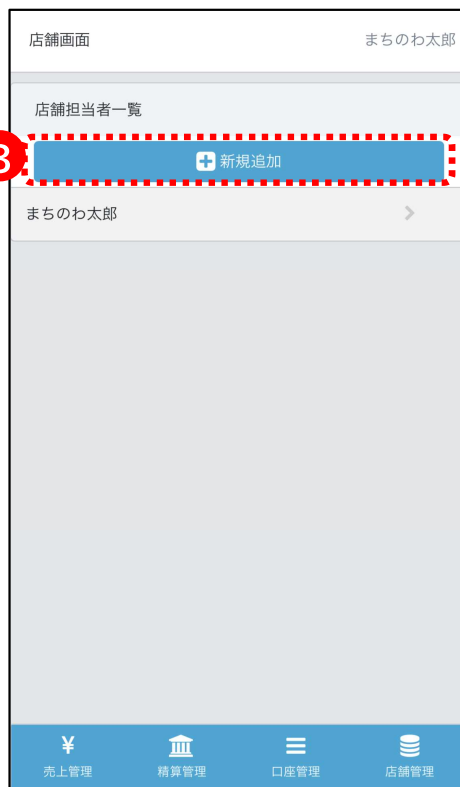 店舗画面 まちのわ太郎
店舗担当者一覧
3
新規追加
まちのわ太郎
¥
売上管理 精算管理 口座管理 店舗管理